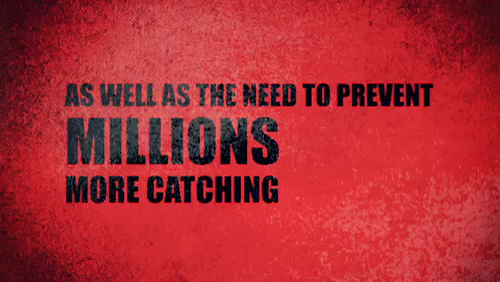 AS WELL AS THE NEED TO PREVENT
MILLIONS
MORE CATCHING